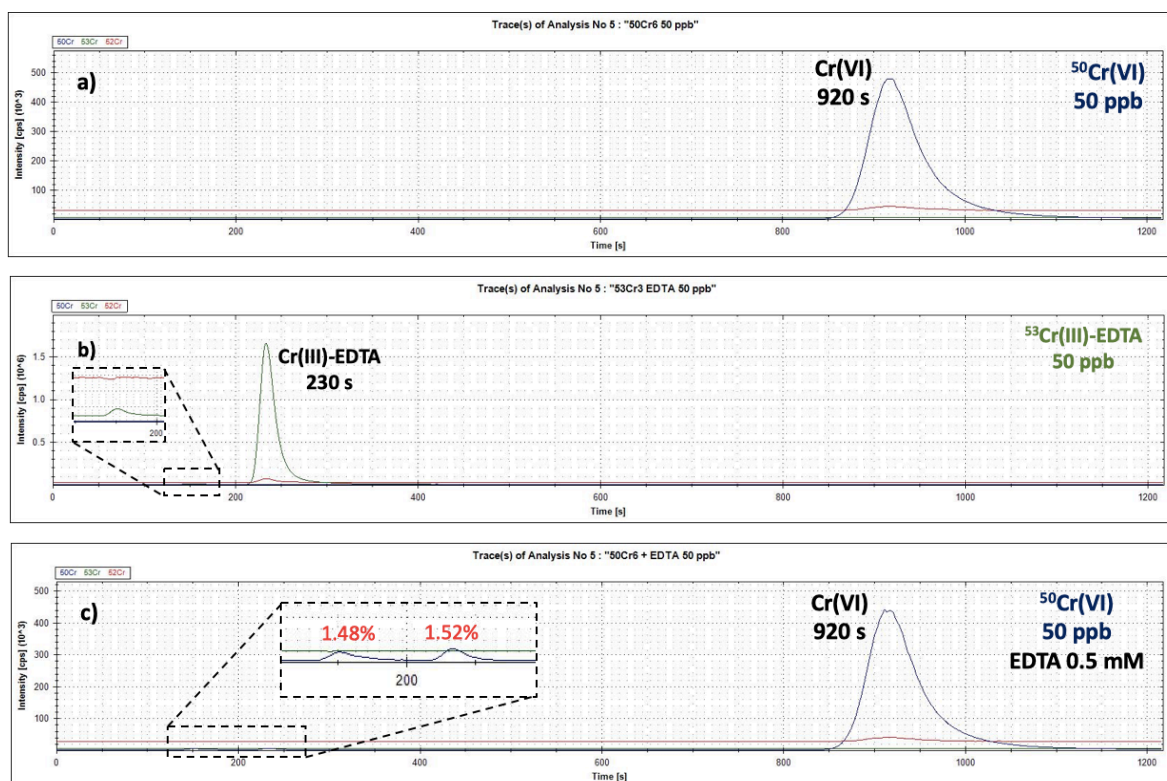 Trace(s) of Analysis No 5 : "50Cr6 50 ppb"
50Cr 53Cr 52Cr
a)
Cr(VI)
920 s
⁵⁰Cr(VI)
50 ppb
Intensity [cps] (10^3)
500
400
300
200
100
0 200 400 600 800 1000 1200
Time [s]
Trace(s) of Analysis No 5 : "53Cr3 EDTA 50 ppb"
50Cr 53Cr 52Cr
b)
Cr(III)-EDTA
230 s
⁵³Cr(III)-EDTA
50 ppb
200
Intensity [cps] (10^6)
1.5
1.0
0.5
0 200 400 600 800 1000 1200
Time [s]
Trace(s) of Analysis No 5 : "50Cr6 + EDTA 50 ppb"
50Cr 53Cr 52Cr
c)
1.48% 1.52%
200
Cr(VI)
920 s
⁵⁰Cr(VI)
50 ppb
EDTA 0.5 mM
Intensity [cps] (10^3)
500
400
300
200
100
0 200 400 600 800 1000 1200
Time [s]